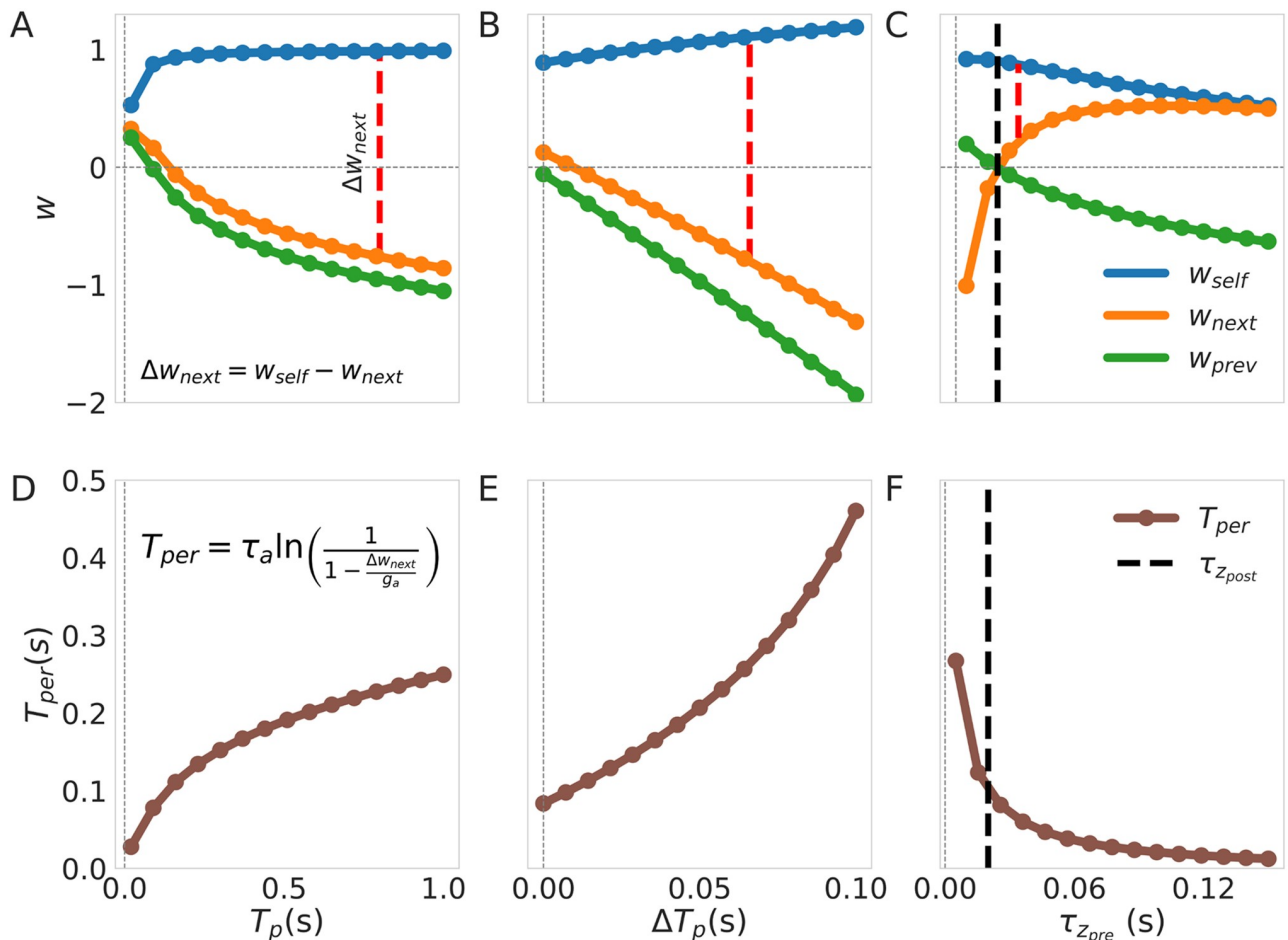 A
B
C
1
0
-1
-2
w
Δw_next
Δw_next = w_self − w_next
w_self
w_next
w_prev
D
E
F
0.5
0.4
0.3
0.2
0.1
0.0
T_per(s)
T_per = τ_a ln(1 / (1 − Δw_next / g_a))
T_per
τ_z_post
0.0 0.5 1.0
0.00 0.05 0.10
0.00 0.06 0.12
T_p(s)
ΔT_p(s)
τ_z_pre (s)